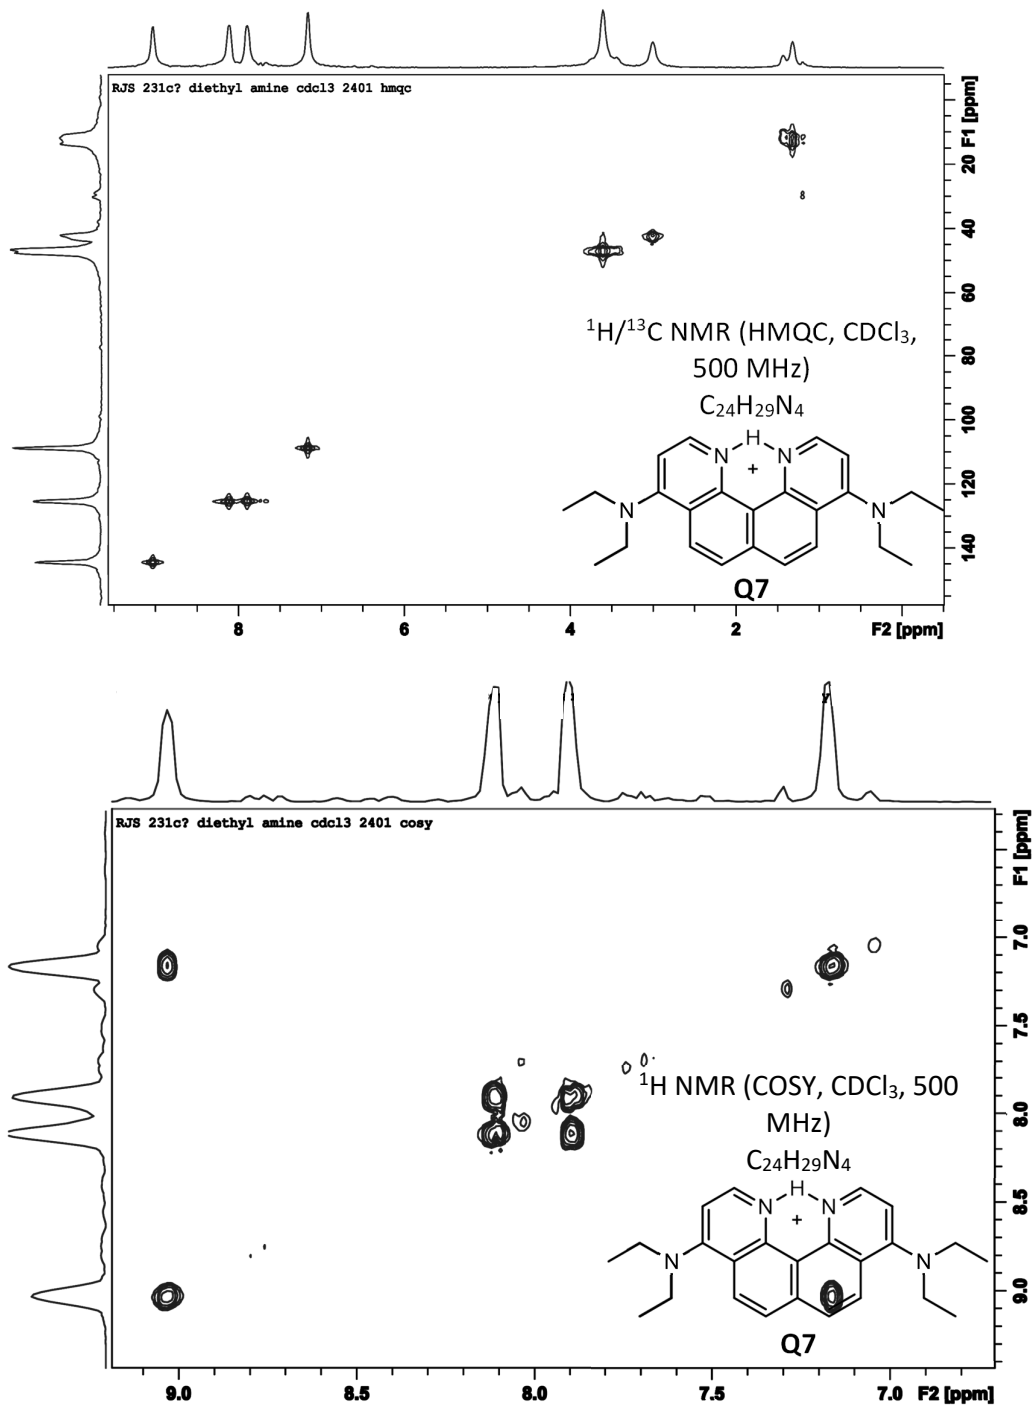 RJS 231c? diethyl amine cdcl3 2401 hmqc
F1 [ppm]
20
40
60
80
100
120
140
¹H/¹³C NMR (HMQC, CDCl₃,
500 MHz)
C₂₄H₂₉N₄
H
N N
+
N N
Q7
8 6 4 2 F2 [ppm]
RJS 231c? diethyl amine cdcl3 2401 cosy
F1 [ppm]
7.0
7.5
8.0
8.5
9.0
¹H NMR (COSY, CDCl₃, 500
MHz)
C₂₄H₂₉N₄
H
N N
+
N N
Q7
9.0 8.5 8.0 7.5 7.0 F2 [ppm]